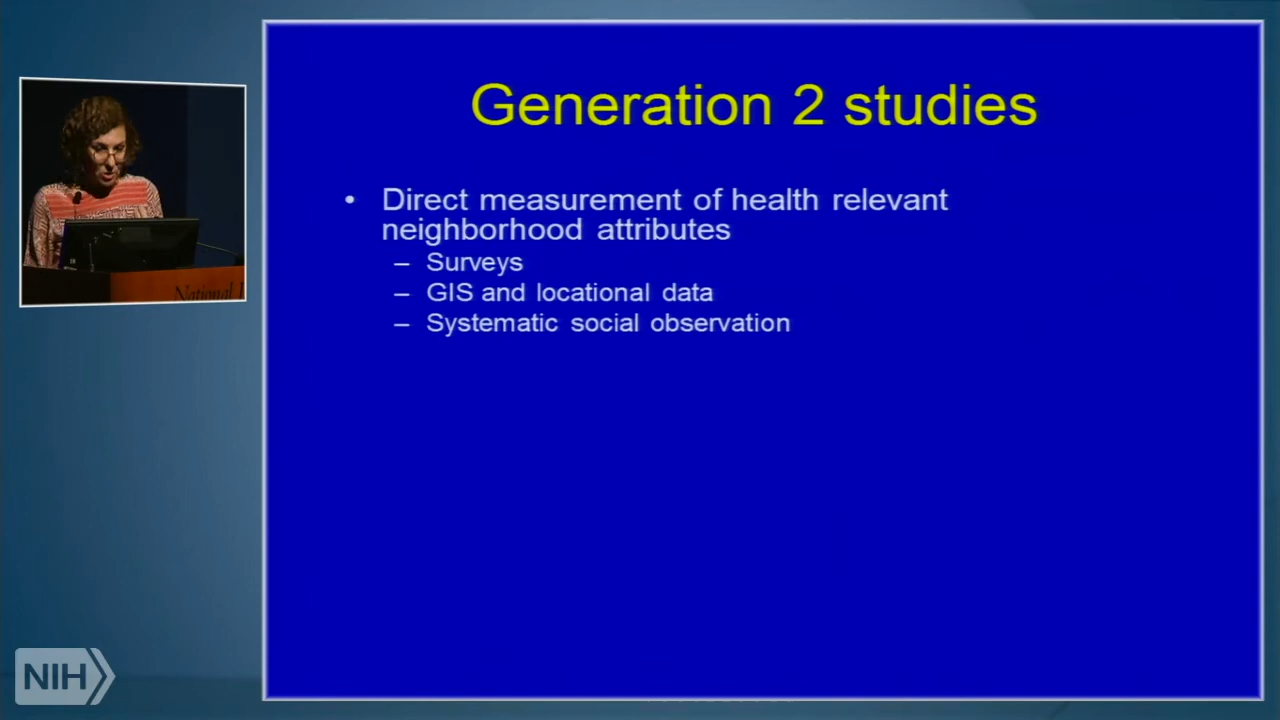 Generation 2 studies
• Direct measurement of health relevant
neighborhood attributes
– Surveys
– GIS and locational data
– Systematic social observation
National
NIH